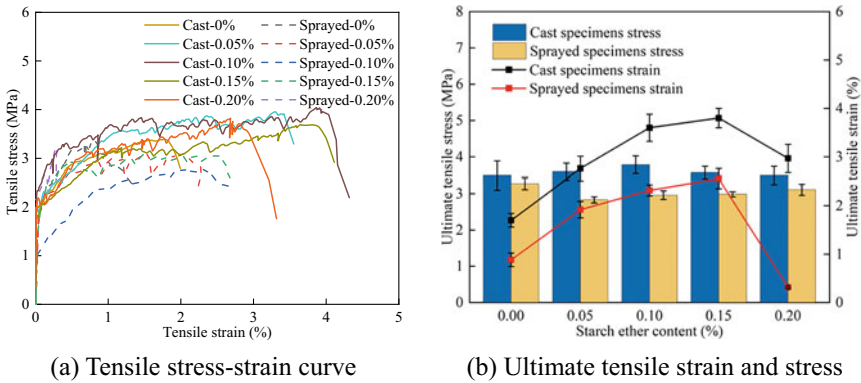 (a)
Cast-0%
Cast-0.05%
Cast-0.10%
Cast-0.15%
Cast-0.20%
Sprayed-0%
Sprayed-0.05%
Sprayed-0.10%
Sprayed-0.15%
Sprayed-0.20%
Tensile stress (MPa)
6
5
4
3
2
1
0
0 1 2 3 4 5
Tensile strain (%)
(a) Tensile stress-strain curve
(b)
Cast specimens stress
Sprayed specimens stress
Cast specimens strain
Sprayed specimens strain
Ultimate tensile stress (MPa)
8
7
6
5
4
3
2
1
0
Ultimate tensile strain (%)
6
5
4
3
2
1
0
0.00 0.05 0.10 0.15 0.20
Starch ether content (%)
(b) Ultimate tensile strain and stress